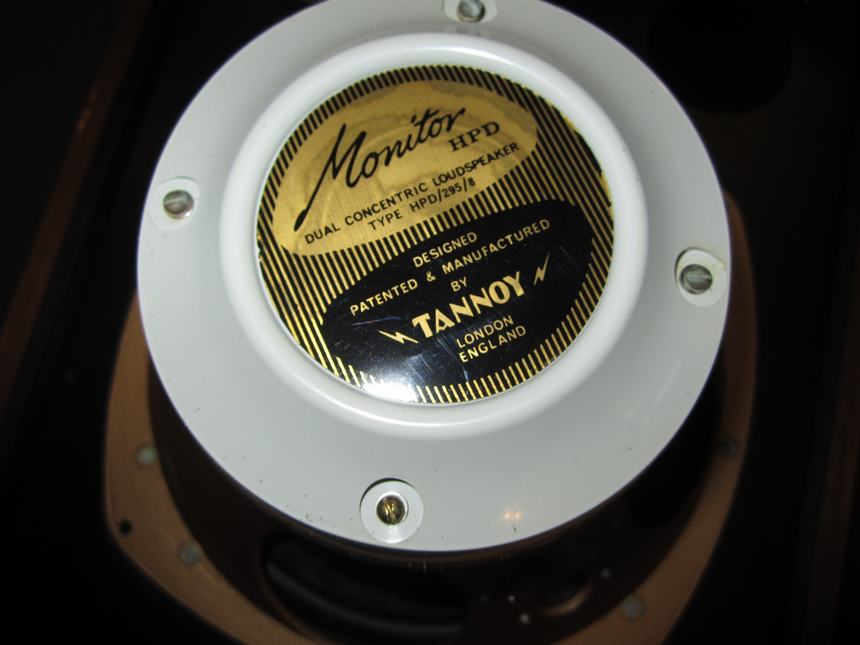 Monitor
HPD
DUAL CONCENTRIC LOUDSPEAKER
TYPE HPD/295/8
DESIGNED
PATENTED & MANUFACTURED
BY
TANNOY
LONDON
ENGLAND